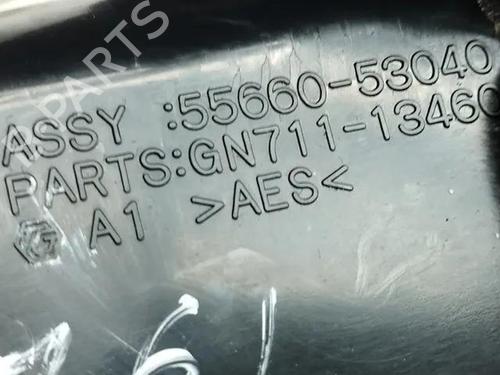 PARTS
ASSY :55660-53040
PARTS:GN711-13460
G A1 >AES<